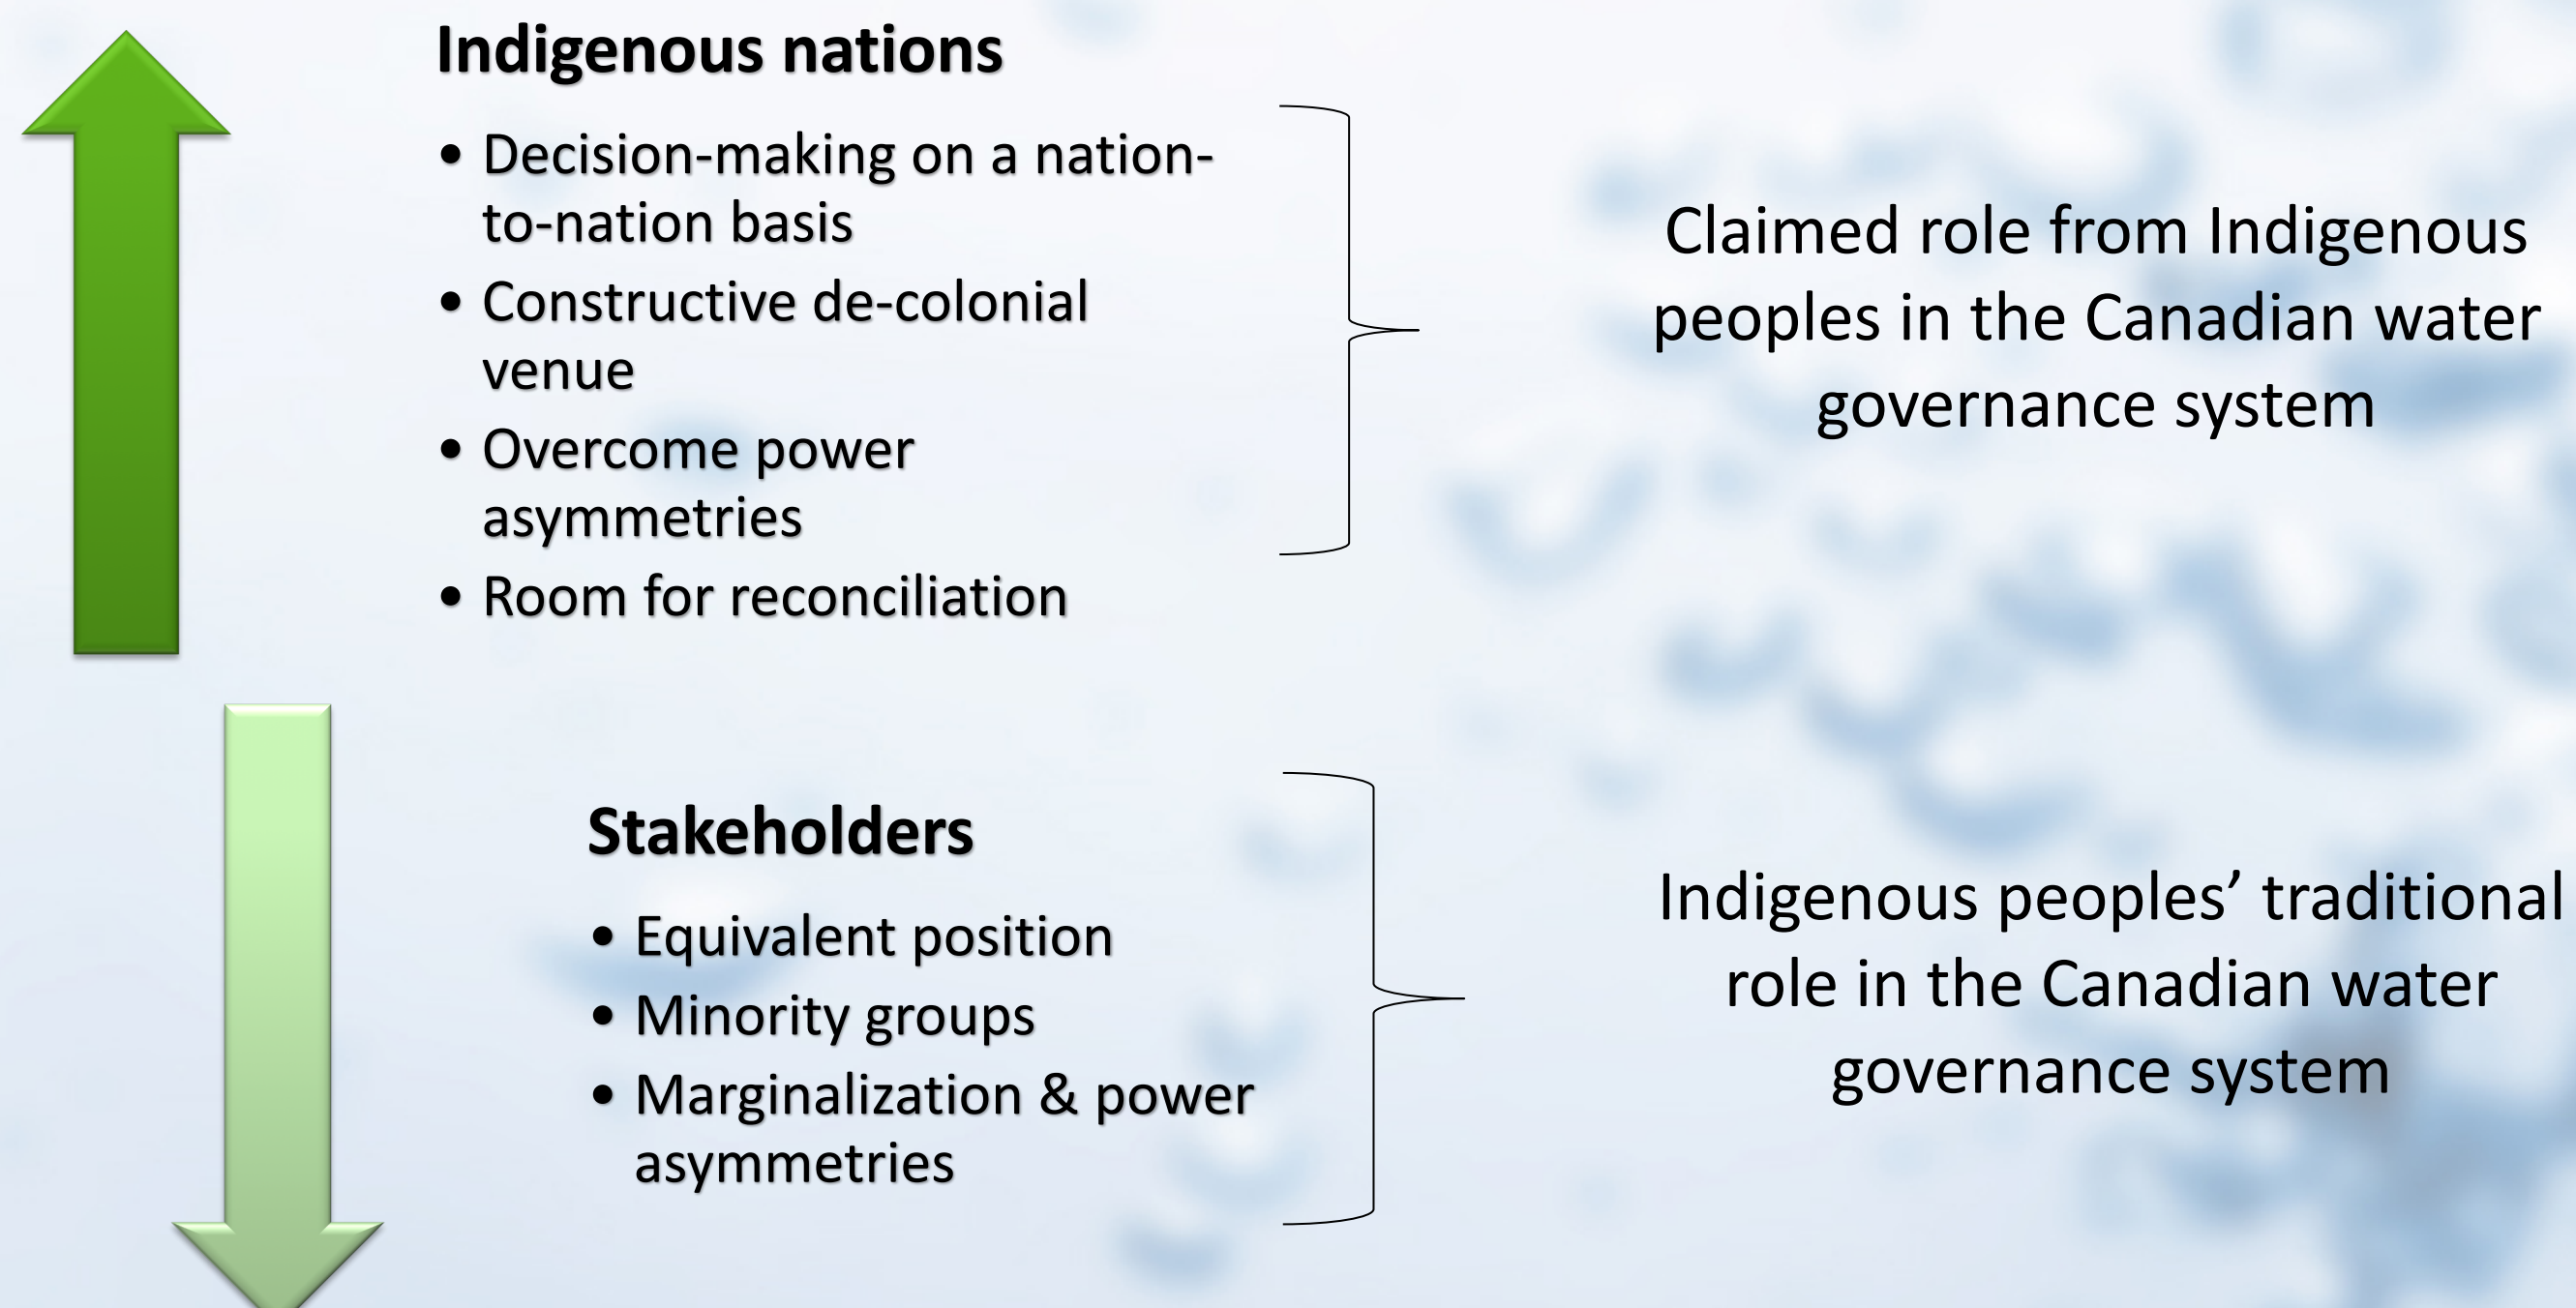 Indigenous nations
• Decision-making on a nation-
to-nation basis
• Constructive de-colonial
venue
• Overcome power
asymmetries
• Room for reconciliation
Claimed role from Indigenous
peoples in the Canadian water
governance system
Stakeholders
• Equivalent position
• Minority groups
• Marginalization & power
asymmetries
Indigenous peoples’ traditional
role in the Canadian water
governance system